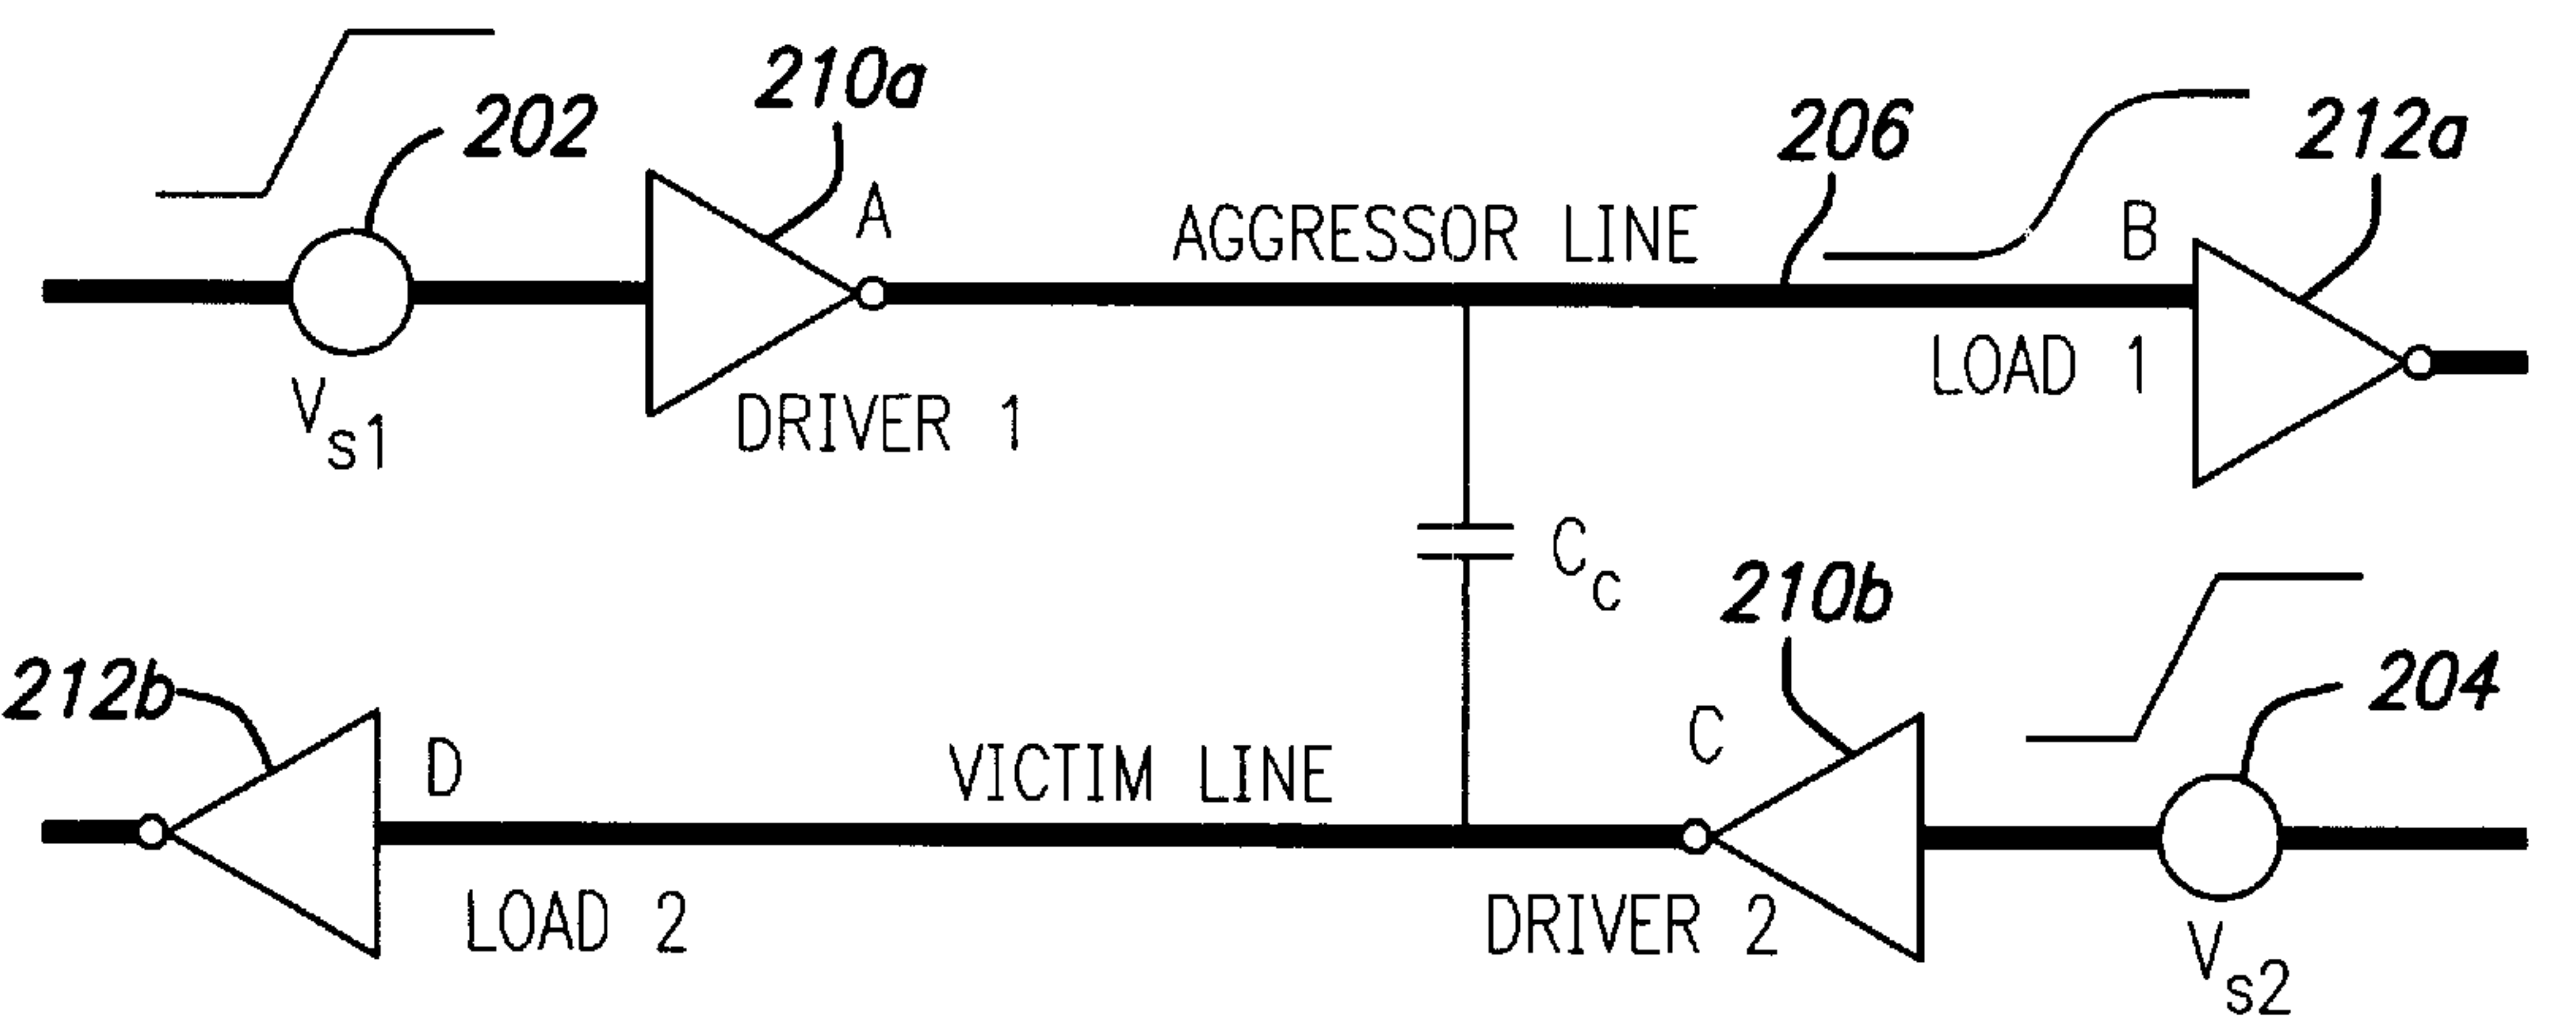 202
210a
A
AGGRESSOR LINE
206
B
212a
V
s1
DRIVER 1
LOAD 1
C
c
210b
212b
D
VICTIM LINE
C
204
LOAD 2
DRIVER 2
V
s2